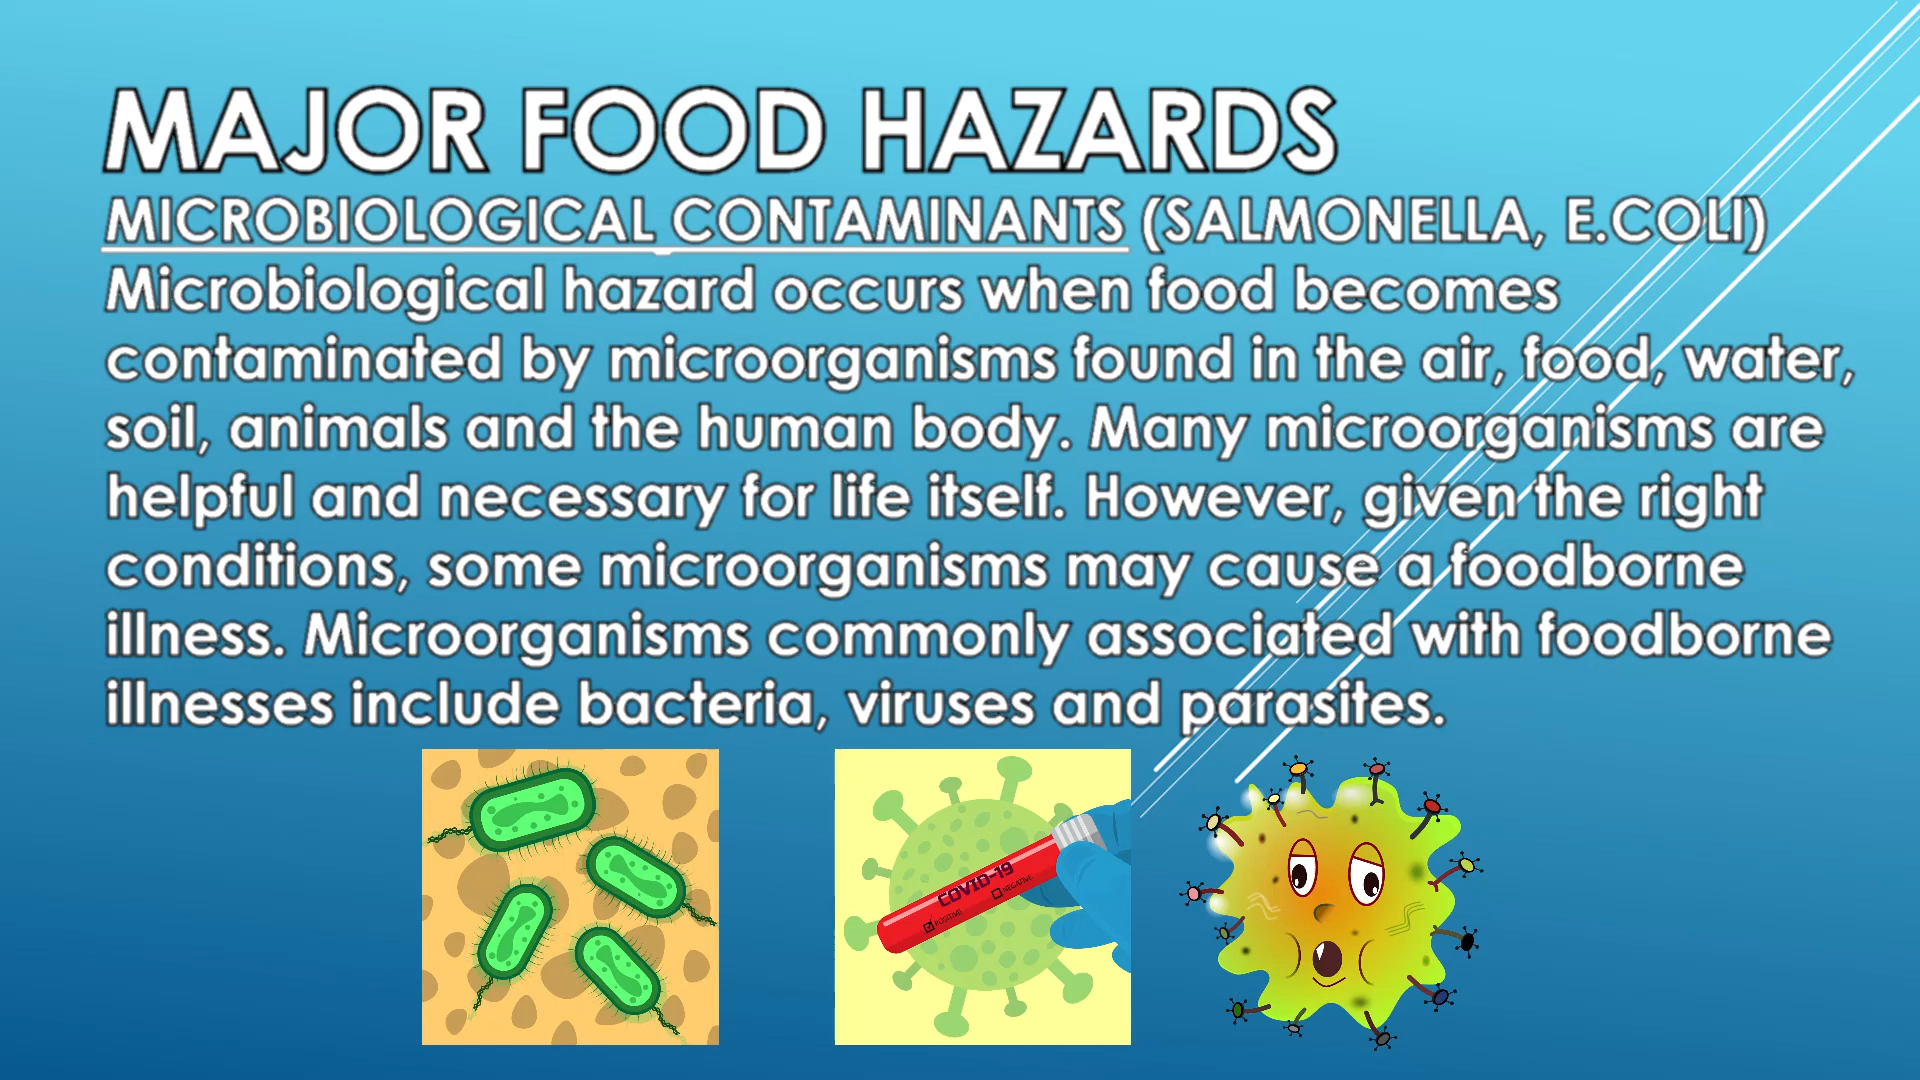 MAJOR FOOD HAZARDS
MICROBIOLOGICAL CONTAMINANTS (SALMONELLA, E.COLI)
Microbiological hazard occurs when food becomes
contaminated by microorganisms found in the air, food, water,
soil, animals and the human body. Many microorganisms are
helpful and necessary for life itself. However, given the right
conditions, some microorganisms may cause a foodborne
illness. Microorganisms commonly associated with foodborne
illnesses include bacteria, viruses and parasites.
COVID-19
POSITIVE
NEGATIVE